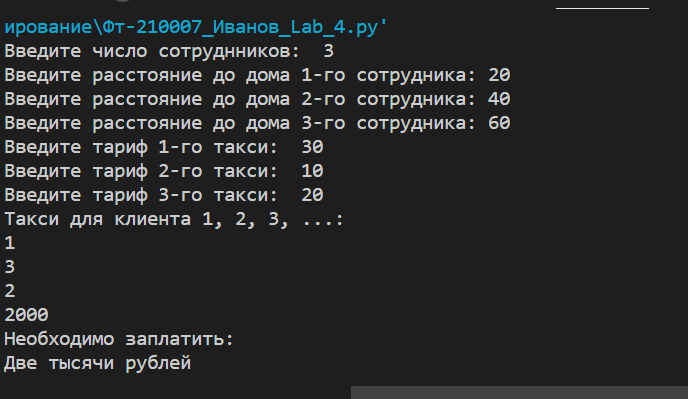 ирование\Фт-210007_Иванов_Lab_4.py'
Введите число сотруднников:  3
Введите расстояние до дома 1-го сотрудника: 20
Введите расстояние до дома 2-го сотрудника: 40
Введите расстояние до дома 3-го сотрудника: 60
Введите тариф 1-го такси:  30
Введите тариф 2-го такси:  10
Введите тариф 3-го такси:  20
Такси для клиента 1, 2, 3, ...:
1
3
2
2000
Необходимо заплатить:
Две тысячи рублей